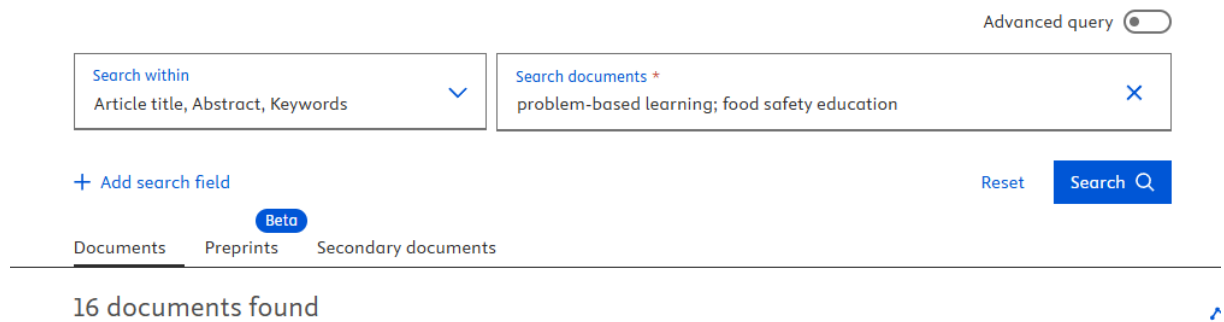 Advanced query
Search within
Article title, Abstract, Keywords
Search documents *
problem-based learning; food safety education
+ Add search field
Reset
Search
Beta
Documents Preprints Secondary documents
16 documents found